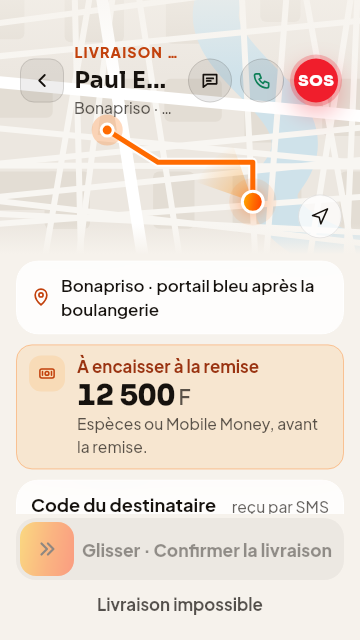 LIVRAISON ...
Paul E...
Bonapriso · ...
SOS
Bonapriso · portail bleu après la
boulangerie
À encaisser à la remise
12 500 F
Espèces ou Mobile Money, avant
la remise.
Code du destinataire reçu par SMS
Glisser · Confirmer la livraison
Livraison impossible